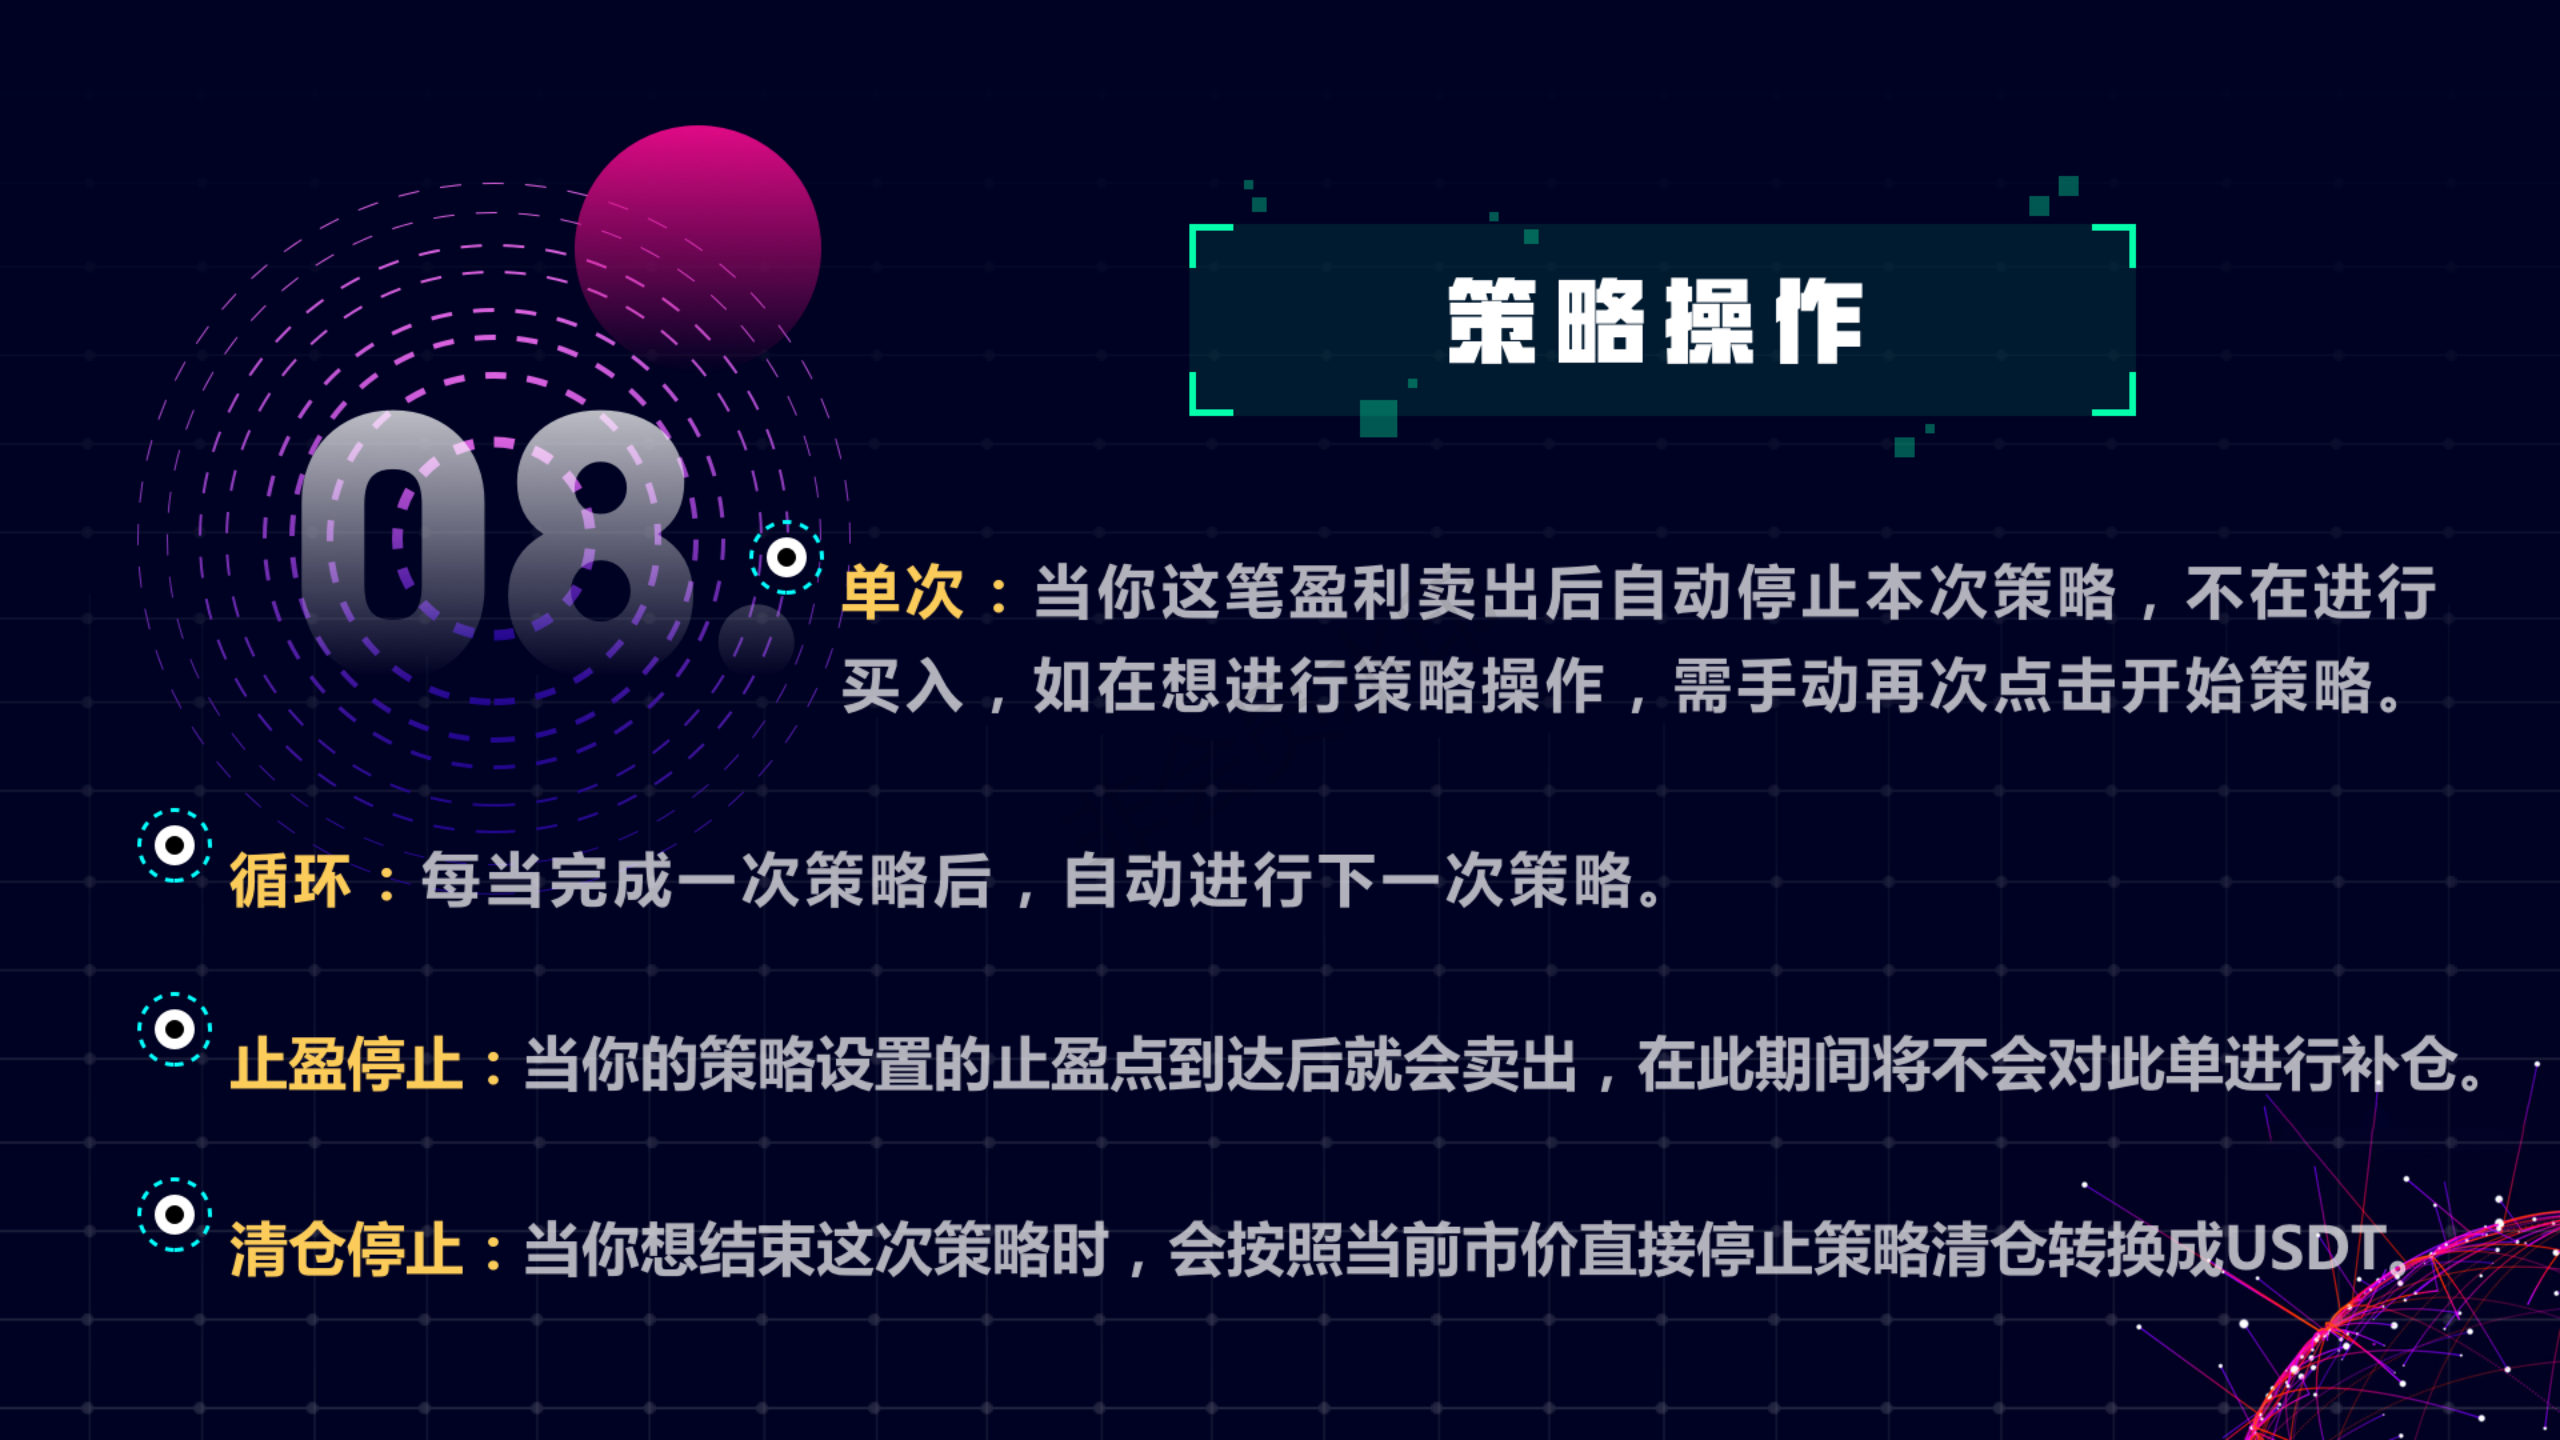 策略操作
08.
单次：当你这笔盈利卖出后自动停止本次策略，不在进行
买入，如在想进行策略操作，需手动再次点击开始策略。
循环：每当完成一次策略后，自动进行下一次策略。
止盈停止：当你的策略设置的止盈点到达后就会卖出，在此期间将不会对此单进行补仓。
清仓停止：当你想结束这次策略时，会按照当前市价直接停止策略清仓转换成USDT。